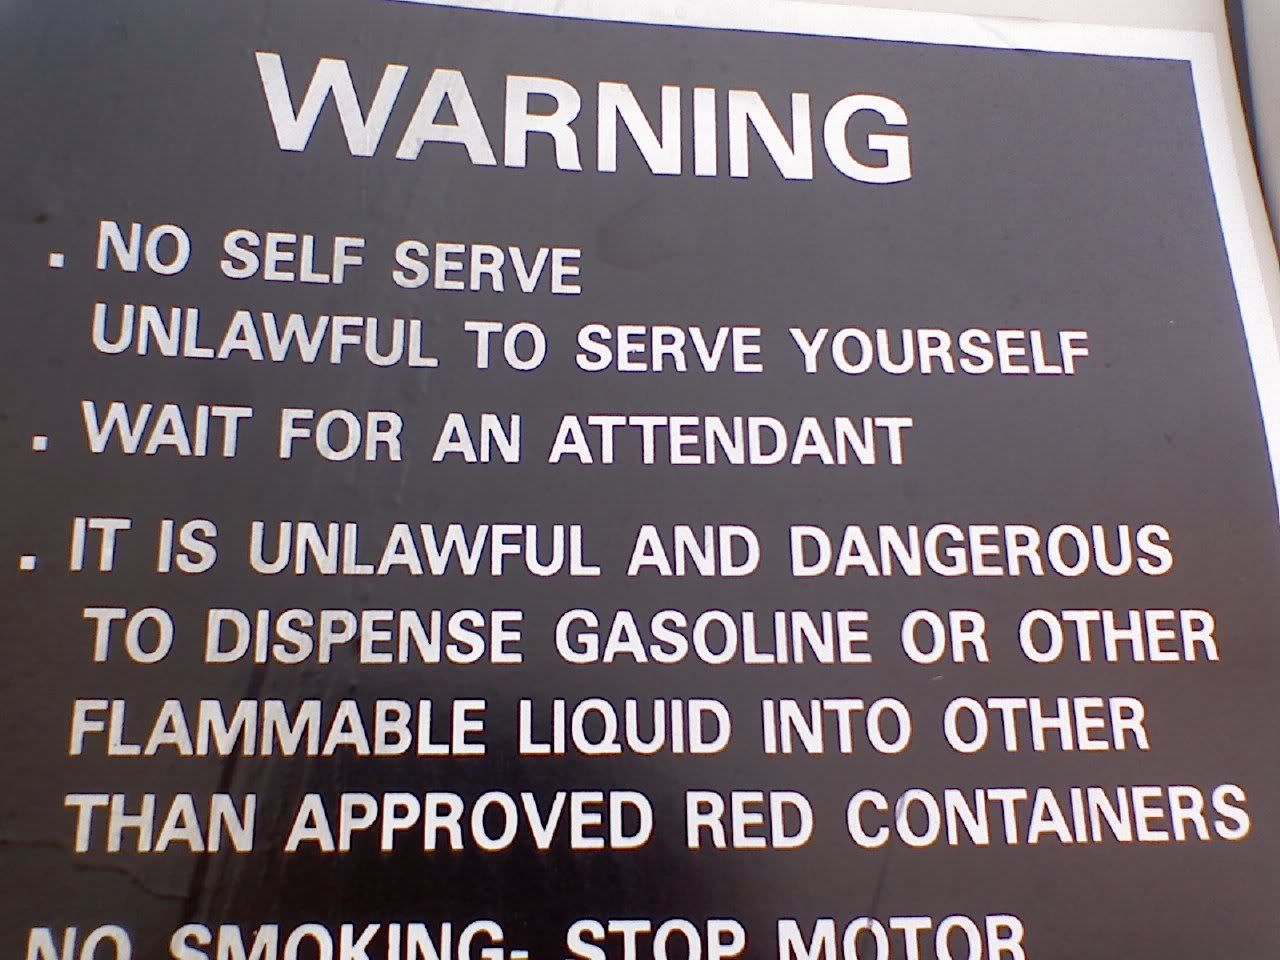 WARNING
. NO SELF SERVE
UNLAWFUL TO SERVE YOURSELF
. WAIT FOR AN ATTENDANT
. IT IS UNLAWFUL AND DANGEROUS
TO DISPENSE GASOLINE OR OTHER
FLAMMABLE LIQUID INTO OTHER
THAN APPROVED RED CONTAINERS
NO SMOKING- STOP MOTOR